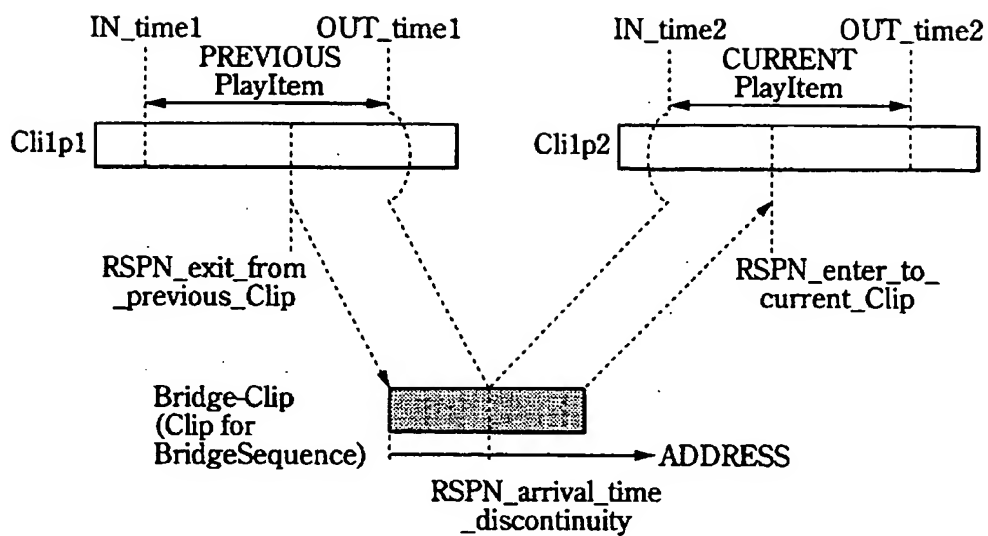 IN_time1
OUT_time1
IN_time2
OUT_time2
PREVIOUS
PlayItem
CURRENT
PlayItem
Cli1p1
Cli1p2
RSPN_exit_from
_previous_Clip
RSPN_enter_to_
current_Clip
Bridge-Clip
(Clip for
BridgeSequence)
ADDRESS
RSPN_arrival_time
_discontinuity